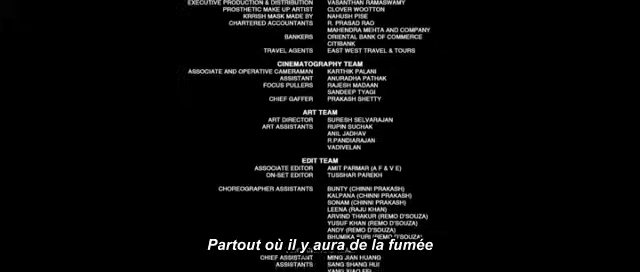 EXECUTIVE PRODUCTION & DISTRIBUTION VASANTHAN RAMASWAMY
PROSTHETIC MAKE UP ARTIST CLOVER WOOTTON
KRRISH MASK MADE BY NAHUSH PISE
CHARTERED ACCOUNTANTS R. PRASAD RAO
MAHENDRA MEHTA AND COMPANY
BANKERS ORIENTAL BANK OF COMMERCE
CITIBANK
TRAVEL AGENTS EAST WEST TRAVEL & TOURS
CINEMATOGRAPHY TEAM
ASSOCIATE AND OPERATIVE CAMERAMAN KARTHIK PALANI
ASSISTANT ANURADHA PATHAK
FOCUS PULLERS RAJESH MADAAN
SANDEEP TYAGI
CHIEF GAFFER PRAKASH SHETTY
ART TEAM
ART DIRECTOR SURESH SELVARAJAN
ART ASSISTANTS RUPIN SUCHAK
ANIL JADHAV
R.PANDIARAJAN
VADIVELAN
EDIT TEAM
ASSOCIATE EDITOR AMIT PARMAR (A F & V E)
ON-SET EDITOR TUSSHAR PAREKH
CHOREOGRAPHER ASSISTANTS BUNTY (CHINNI PRAKASH)
KALPANA (CHINNI PRAKASH)
SONAM (CHINNI PRAKASH)
LEENA (RAJU KHAN)
ARVIND THAKUR (REMO D'SOUZA)
YUSUF KHAN (REMO D'SOUZA)
ANDY (REMO D'SOUZA)
BHUMIKA PURI (REMO D'SOUZA)
Partout où il y aura de la fumée
CHIEF ASSISTANT MING JIAN HUANG
ASSISTANTS SANG SHANG HUI